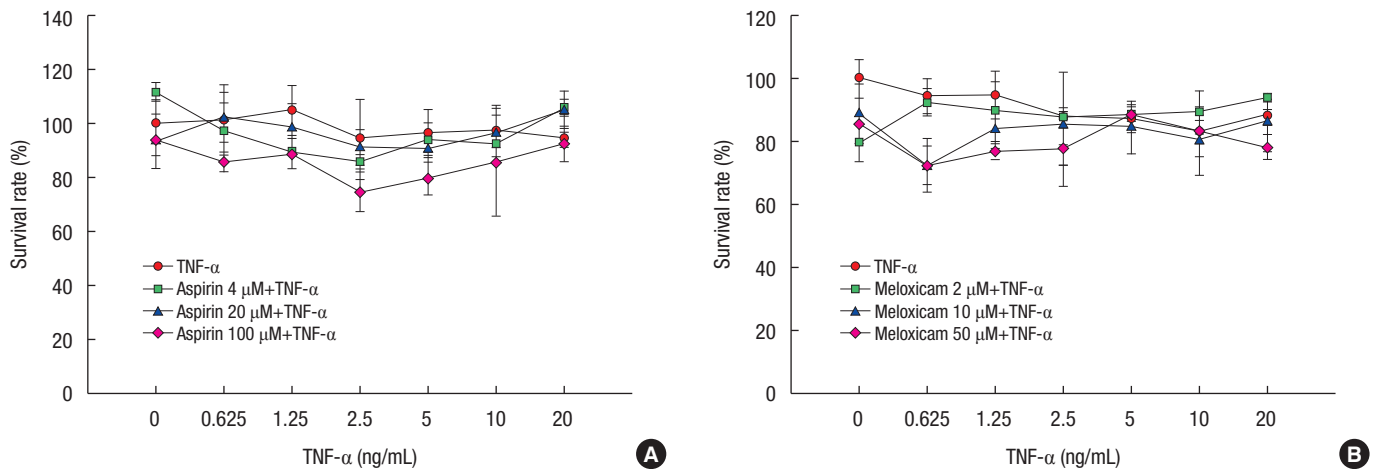 140
120
100
80
60
40
20
0
Survival rate (%)
TNF-α
Aspirin 4 μM+TNF-α
Aspirin 20 μM+TNF-α
Aspirin 100 μM+TNF-α
0 0.625 1.25 2.5 5 10 20
TNF-α (ng/mL)
A
120
100
80
60
40
20
0
Survival rate (%)
TNF-α
Meloxicam 2 μM+TNF-α
Meloxicam 10 μM+TNF-α
Meloxicam 50 μM+TNF-α
0 0.625 1.25 2.5 5 10 20
TNF-α (ng/mL)
B